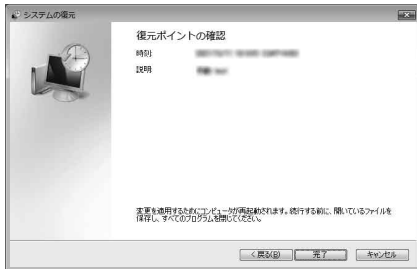 システムの復元
復元ポイントの確認
時刻:
説明:
変更を適用するためにコンピュータが再起動されます。続行する前に、開いているファイルを
保存し、すべてのプログラムを閉じてください。
< 戻る(B)
完了
キャンセル